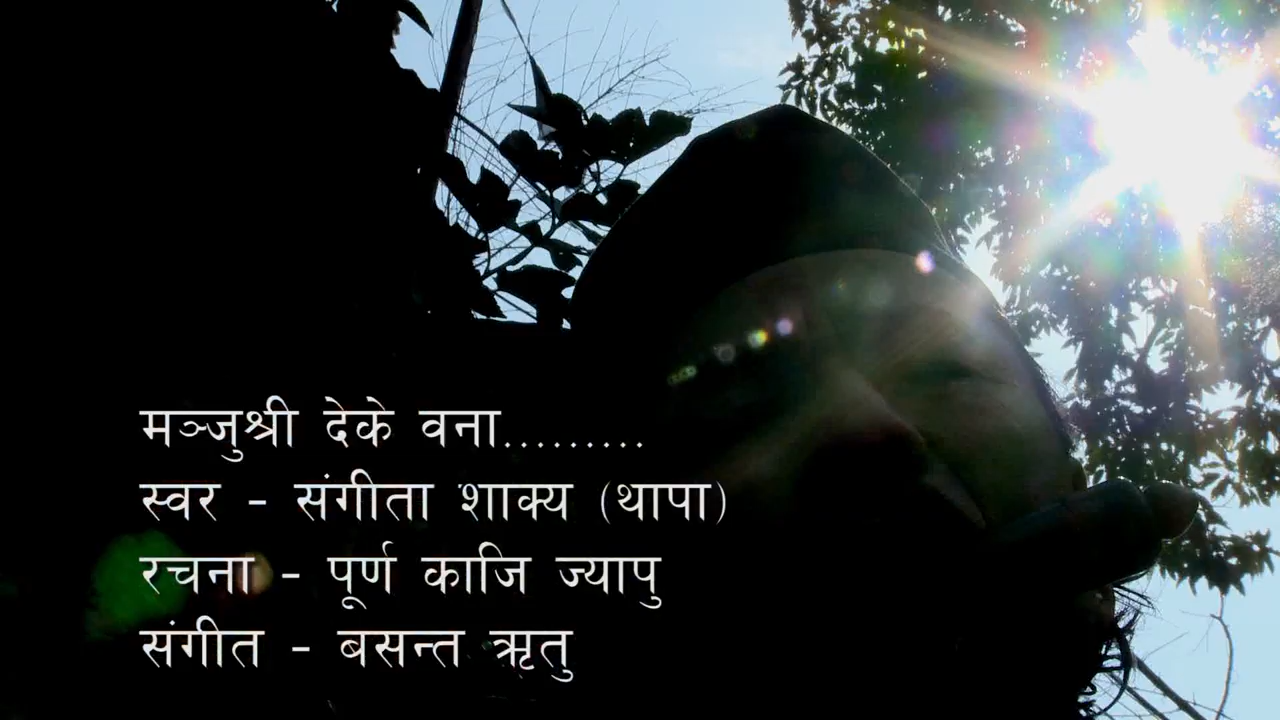 मञ्जुश्री देके वना.........
स्वर - संगीता शाक्य (थापा)
रचना - पूर्ण काजि ज्यापु
संगीत - बसन्त ऋतु